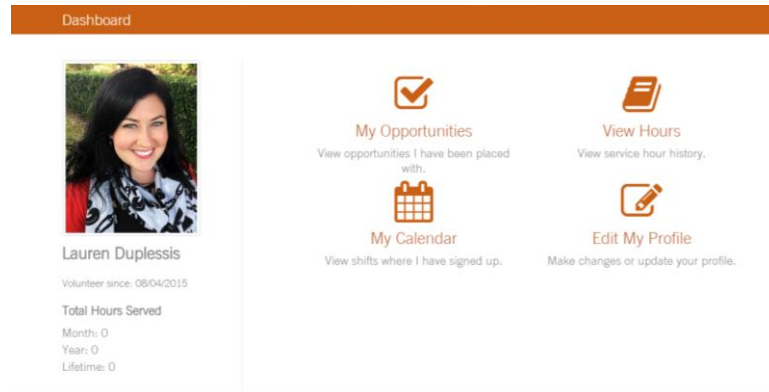 Dashboard
Lauren Duplessis
Volunteer since: 08/04/2015
Total Hours Served
Month: 0
Year: 0
Lifetime: 0
My Opportunities
View opportunities I have been placed
with.
View Hours
View service hour history.
My Calendar
View shifts where I have signed up.
Edit My Profile
Make changes or update your profile.